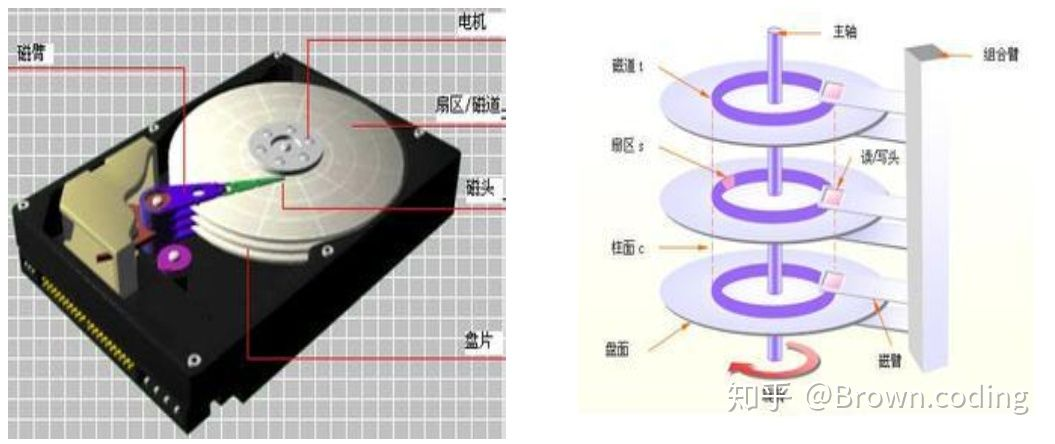 电机
磁臂
扇区/磁道
磁头
盘片
主轴
组合臂
磁道 t
扇区 s
读/写头
柱面 c
盘面
磁臂
知乎 @Brown.coding